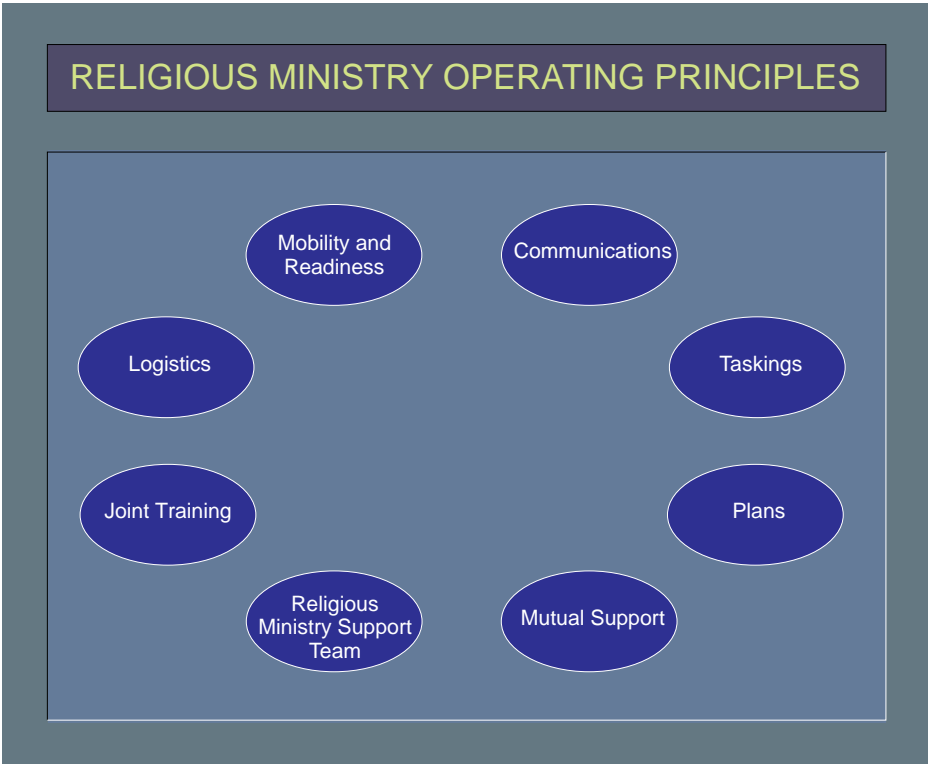 RELIGIOUS MINISTRY OPERATING PRINCIPLES
Mobility and
Readiness
Communications
Logistics
Taskings
Joint Training
Plans
Religious
Ministry Support
Team
Mutual Support